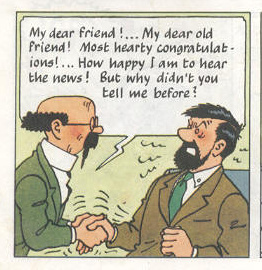 My dear friend!... My dear old
friend! Most hearty congratulat-
ions!... How happy I am to hear
the news! But why didn't you
tell me before?